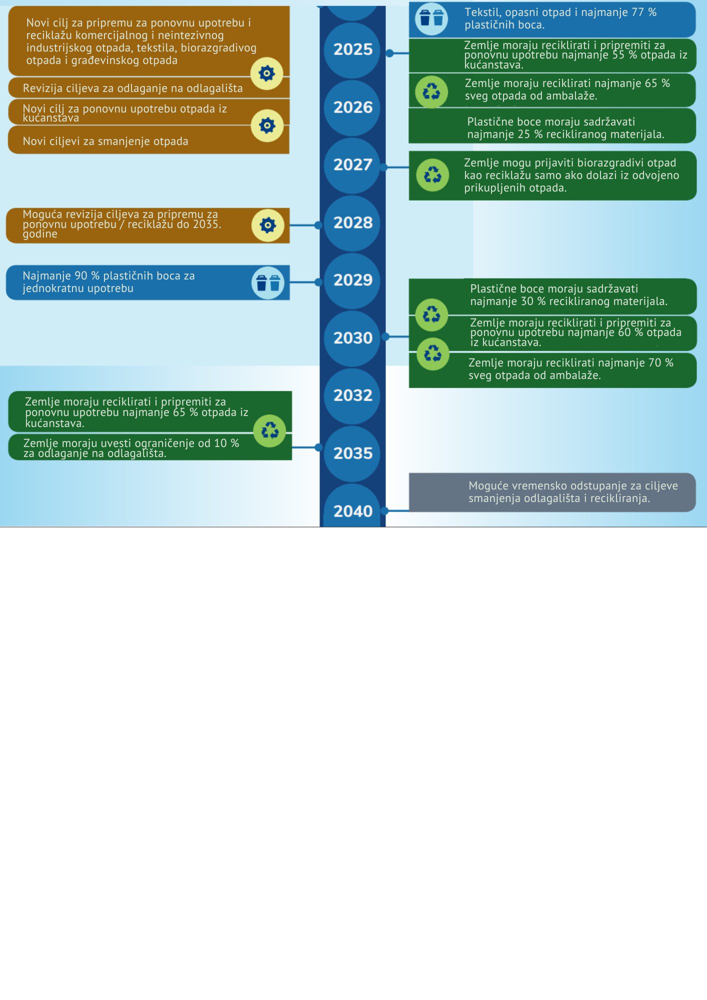 Novi cilj za pripremu za ponovnu upotrebu i
reciklažu komercijalnog i neintezivnog
industrijskog otpada, tekstila, biorazgradivog
otpada i građevinskog otpada
Revizija ciljeva za odlaganje na odlagališta
Novi cilj za ponovnu upotrebu otpada iz
kućanstava
Novi ciljevi za smanjenje otpada
Tekstil, opasni otpad i najmanje 77 %
plastičnih boca.
2025
Zemlje moraju reciklirati i pripremiti za
ponovnu upotrebu najmanje 55 % otpada iz
kućanstava.
Zemlje moraju reciklirati najmanje 65 %
sveg otpada od ambalaže.
Plastične boce moraju sadržavati
najmanje 25 % recikliranog materijala.
2026
2027
Zemlje mogu prijaviti biorazgradivi otpad
kao reciklažu samo ako dolazi iz odvojeno
prikupljenih otpada.
Moguća revizija ciljeva za pripremu za
ponovnu upotrebu / reciklažu do 2035.
godine
2028
Najmanje 90 % plastičnih boca za
jednokratnu upotrebu
2029
2030
Plastične boce moraju sadržavati
najmanje 30 % recikliranog materijala.
Zemlje moraju reciklirati i pripremiti za
ponovnu upotrebu najmanje 60 % otpada
iz kućanstava.
Zemlje moraju reciklirati najmanje 70 %
sveg otpada od ambalaže.
2032
Zemlje moraju reciklirati i pripremiti za
ponovnu upotrebu najmanje 65 % otpada iz
kućanstava.
Zemlje moraju uvesti ograničenje od 10 %
za odlaganje na odlagališta.
2035
2040
Moguće vremensko odstupanje za ciljeve
smanjenja odlagališta i recikliranja.